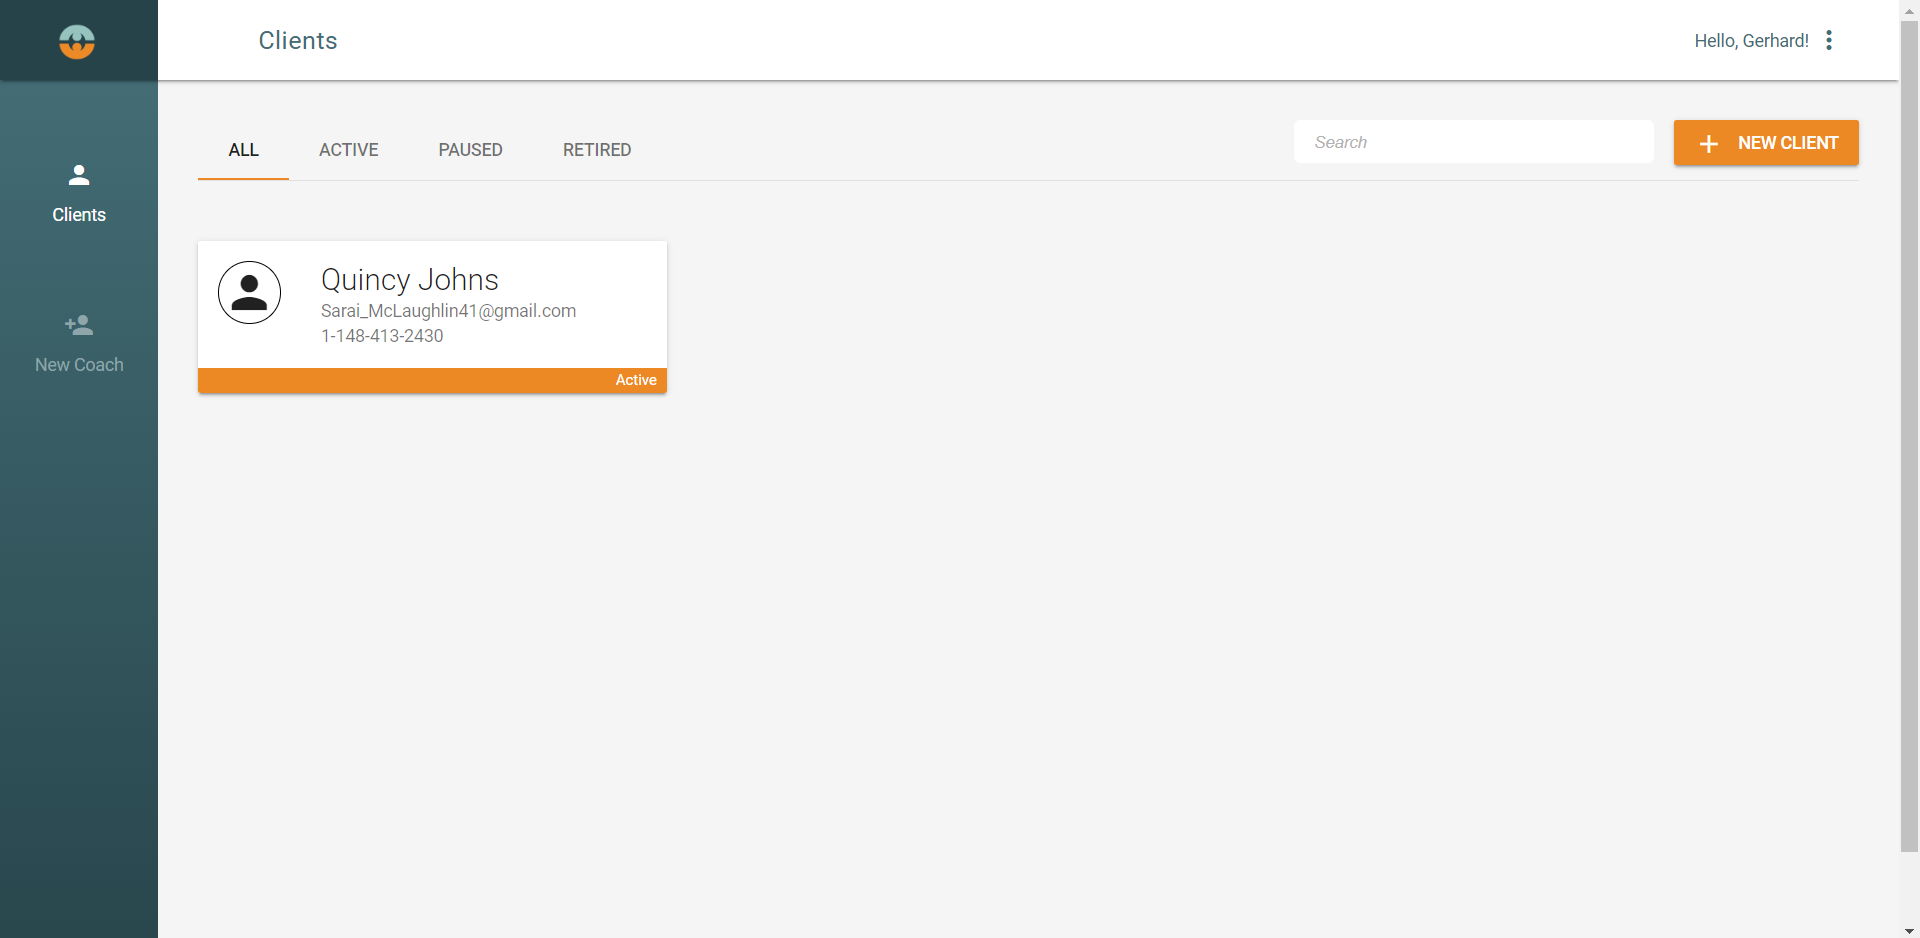 Clients
Hello, Gerhard!
ALL
ACTIVE
PAUSED
RETIRED
Search
NEW CLIENT
Clients
New Coach
Quincy Johns
Sarai_McLaughlin41@gmail.com
1-148-413-2430
Active